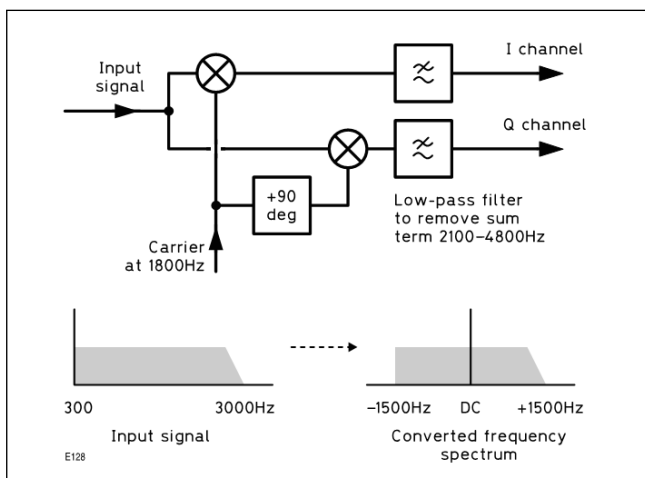 Input
signal
I channel
Q channel
+90
deg
Low-pass filter
to remove sum
term 2100–4800Hz
Carrier
at 1800Hz
300
3000Hz
Input signal
–1500Hz
DC
+1500Hz
Converted frequency
spectrum
E128